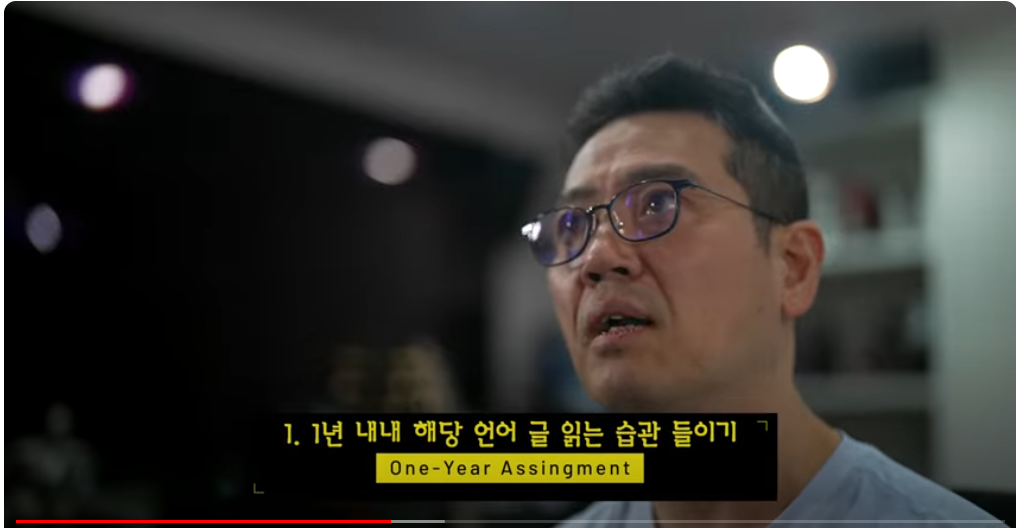 1. 1년 내내 해당 언어 글 읽는 습관 들이기
One-Year Assingment